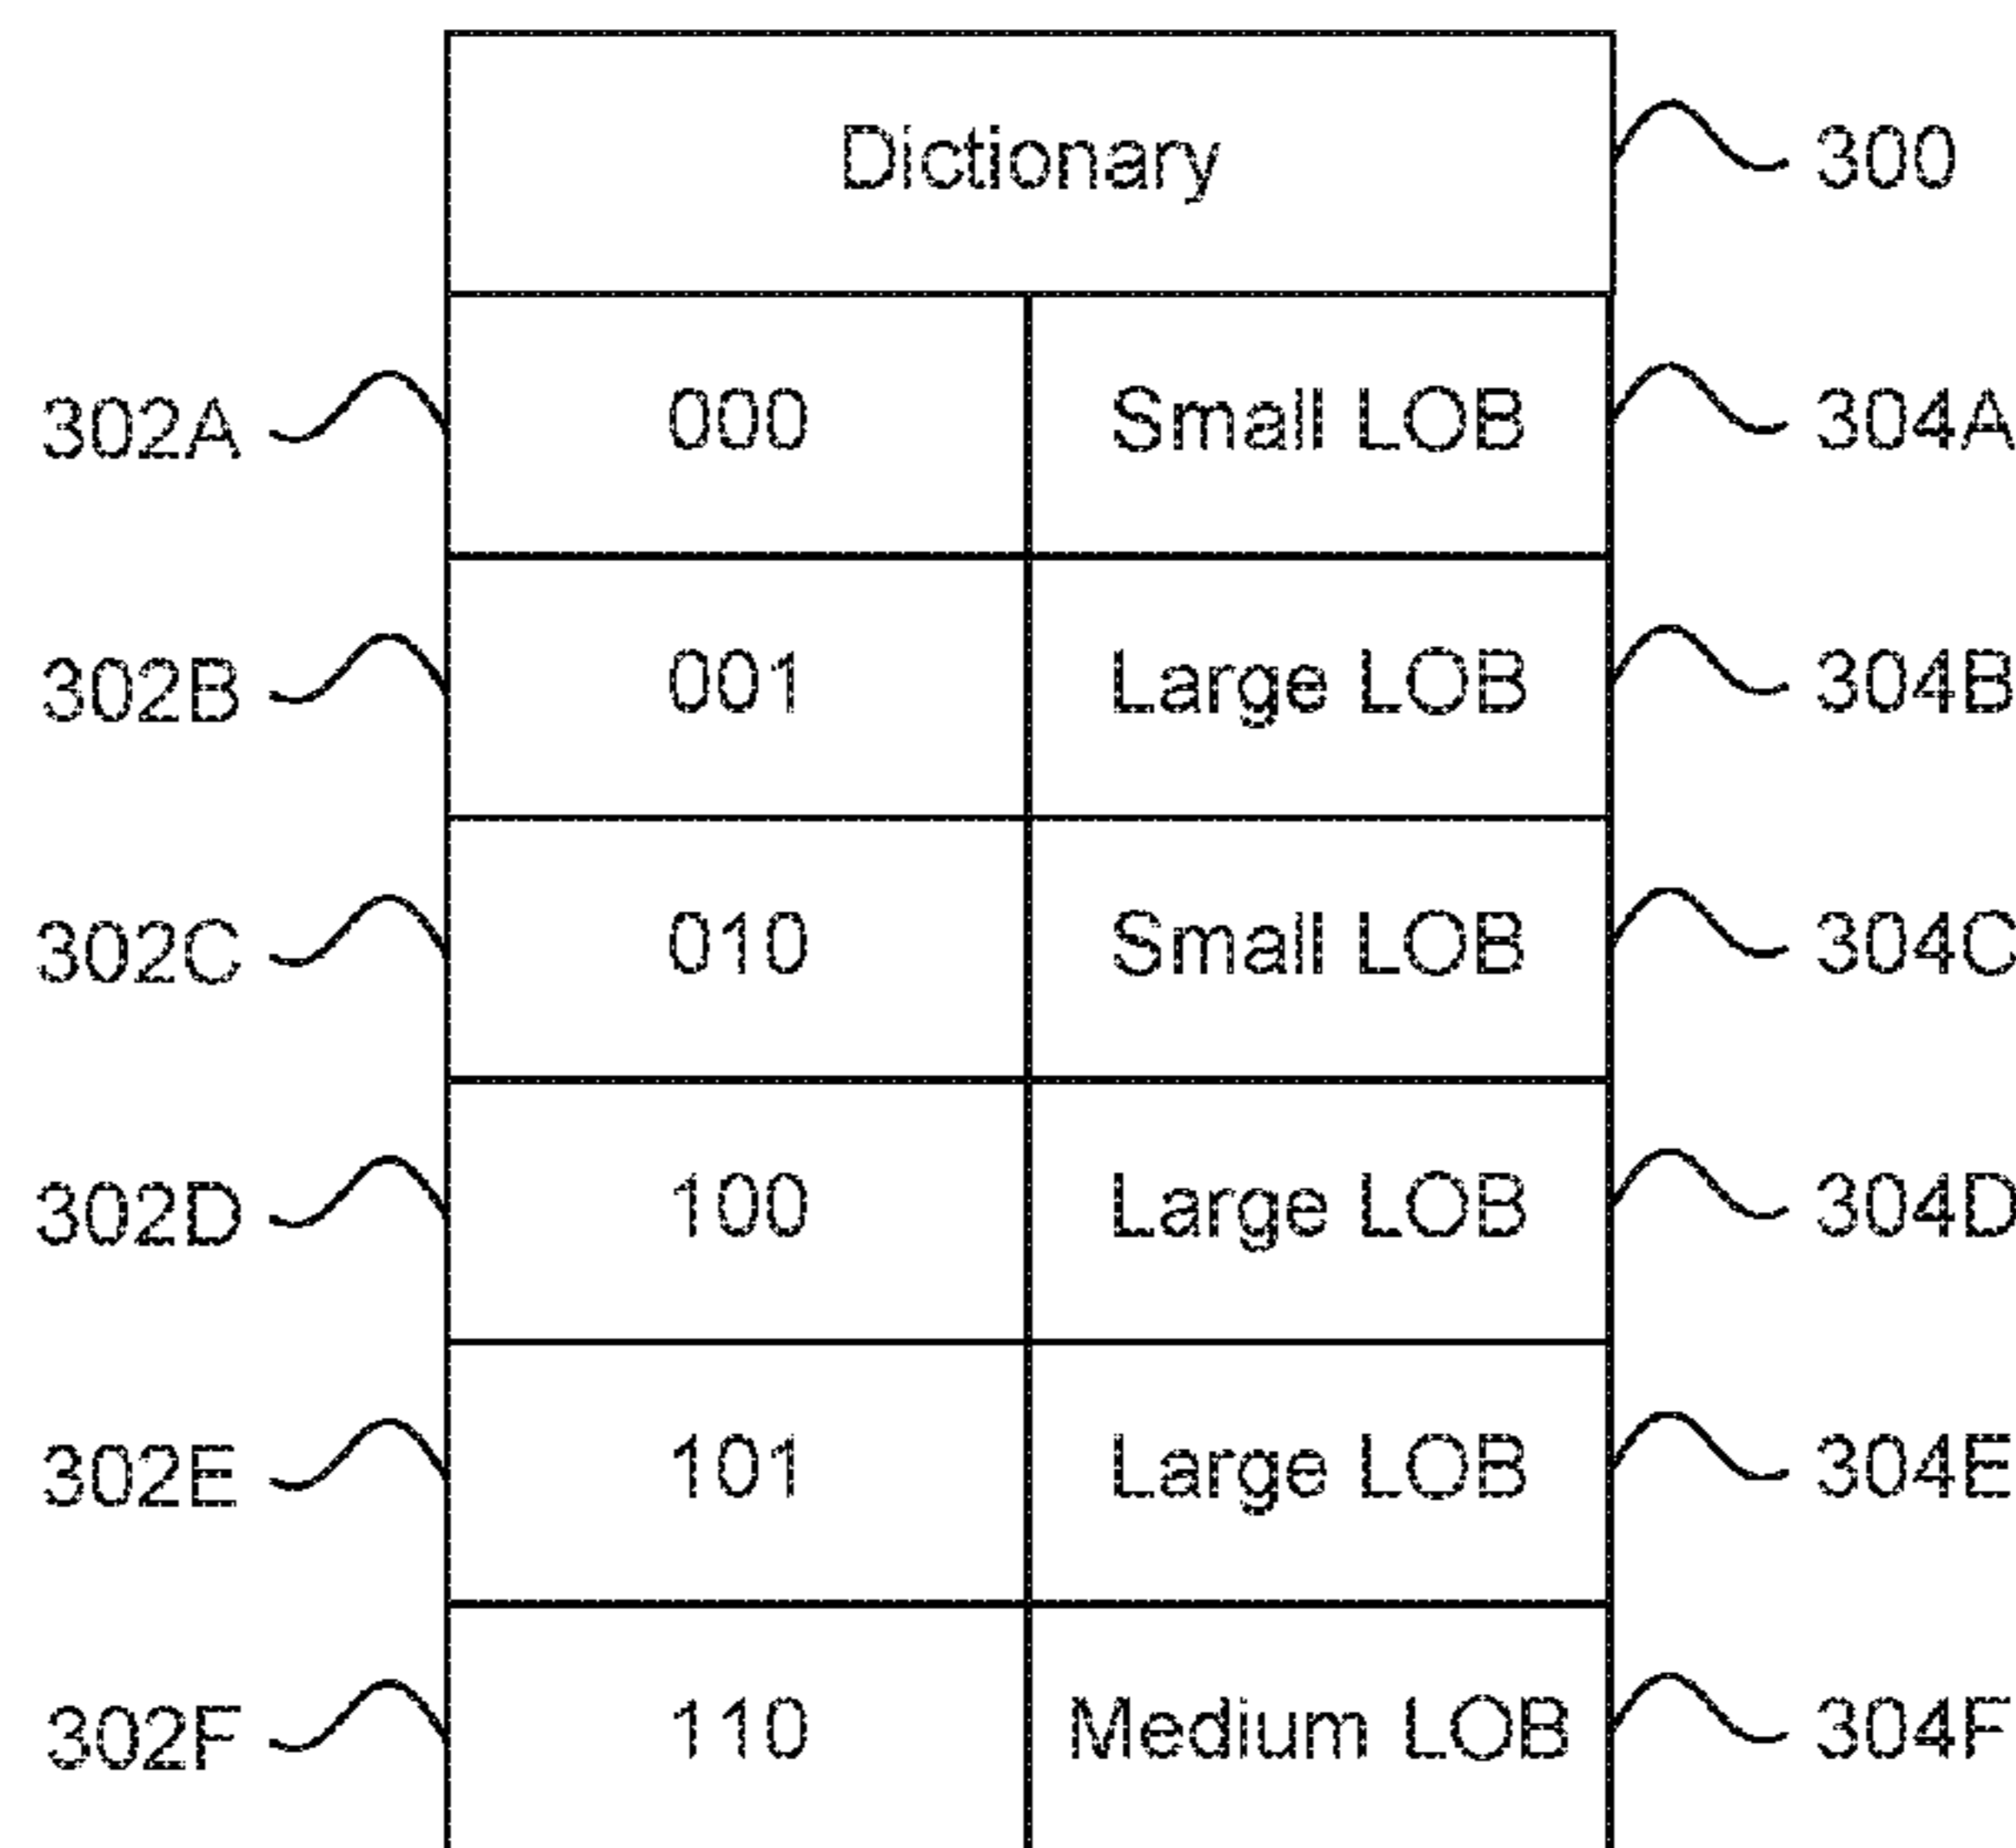 Dictionary 300
302A 000 Small LOB 304A
302B 001 Large LOB 304B
302C 010 Small LOB 304C
302D 100 Large LOB 304D
302E 101 Large LOB 304E
302F 110 Medium LOB 304F